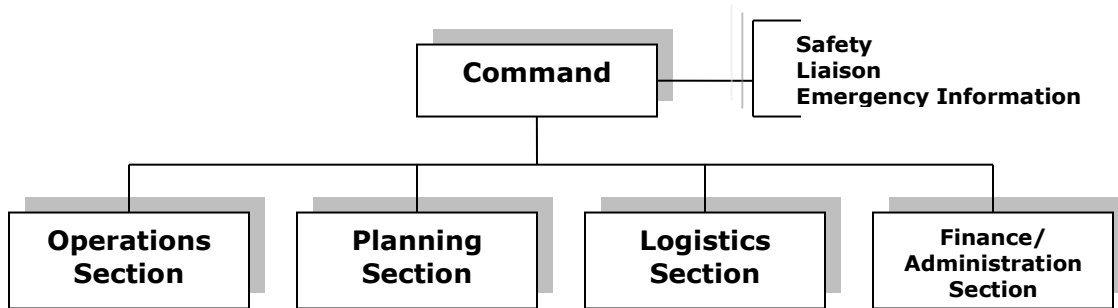 Command
Safety
Liaison
Emergency Information
Operations
Section
Planning
Section
Logistics
Section
Finance/
Administration
Section